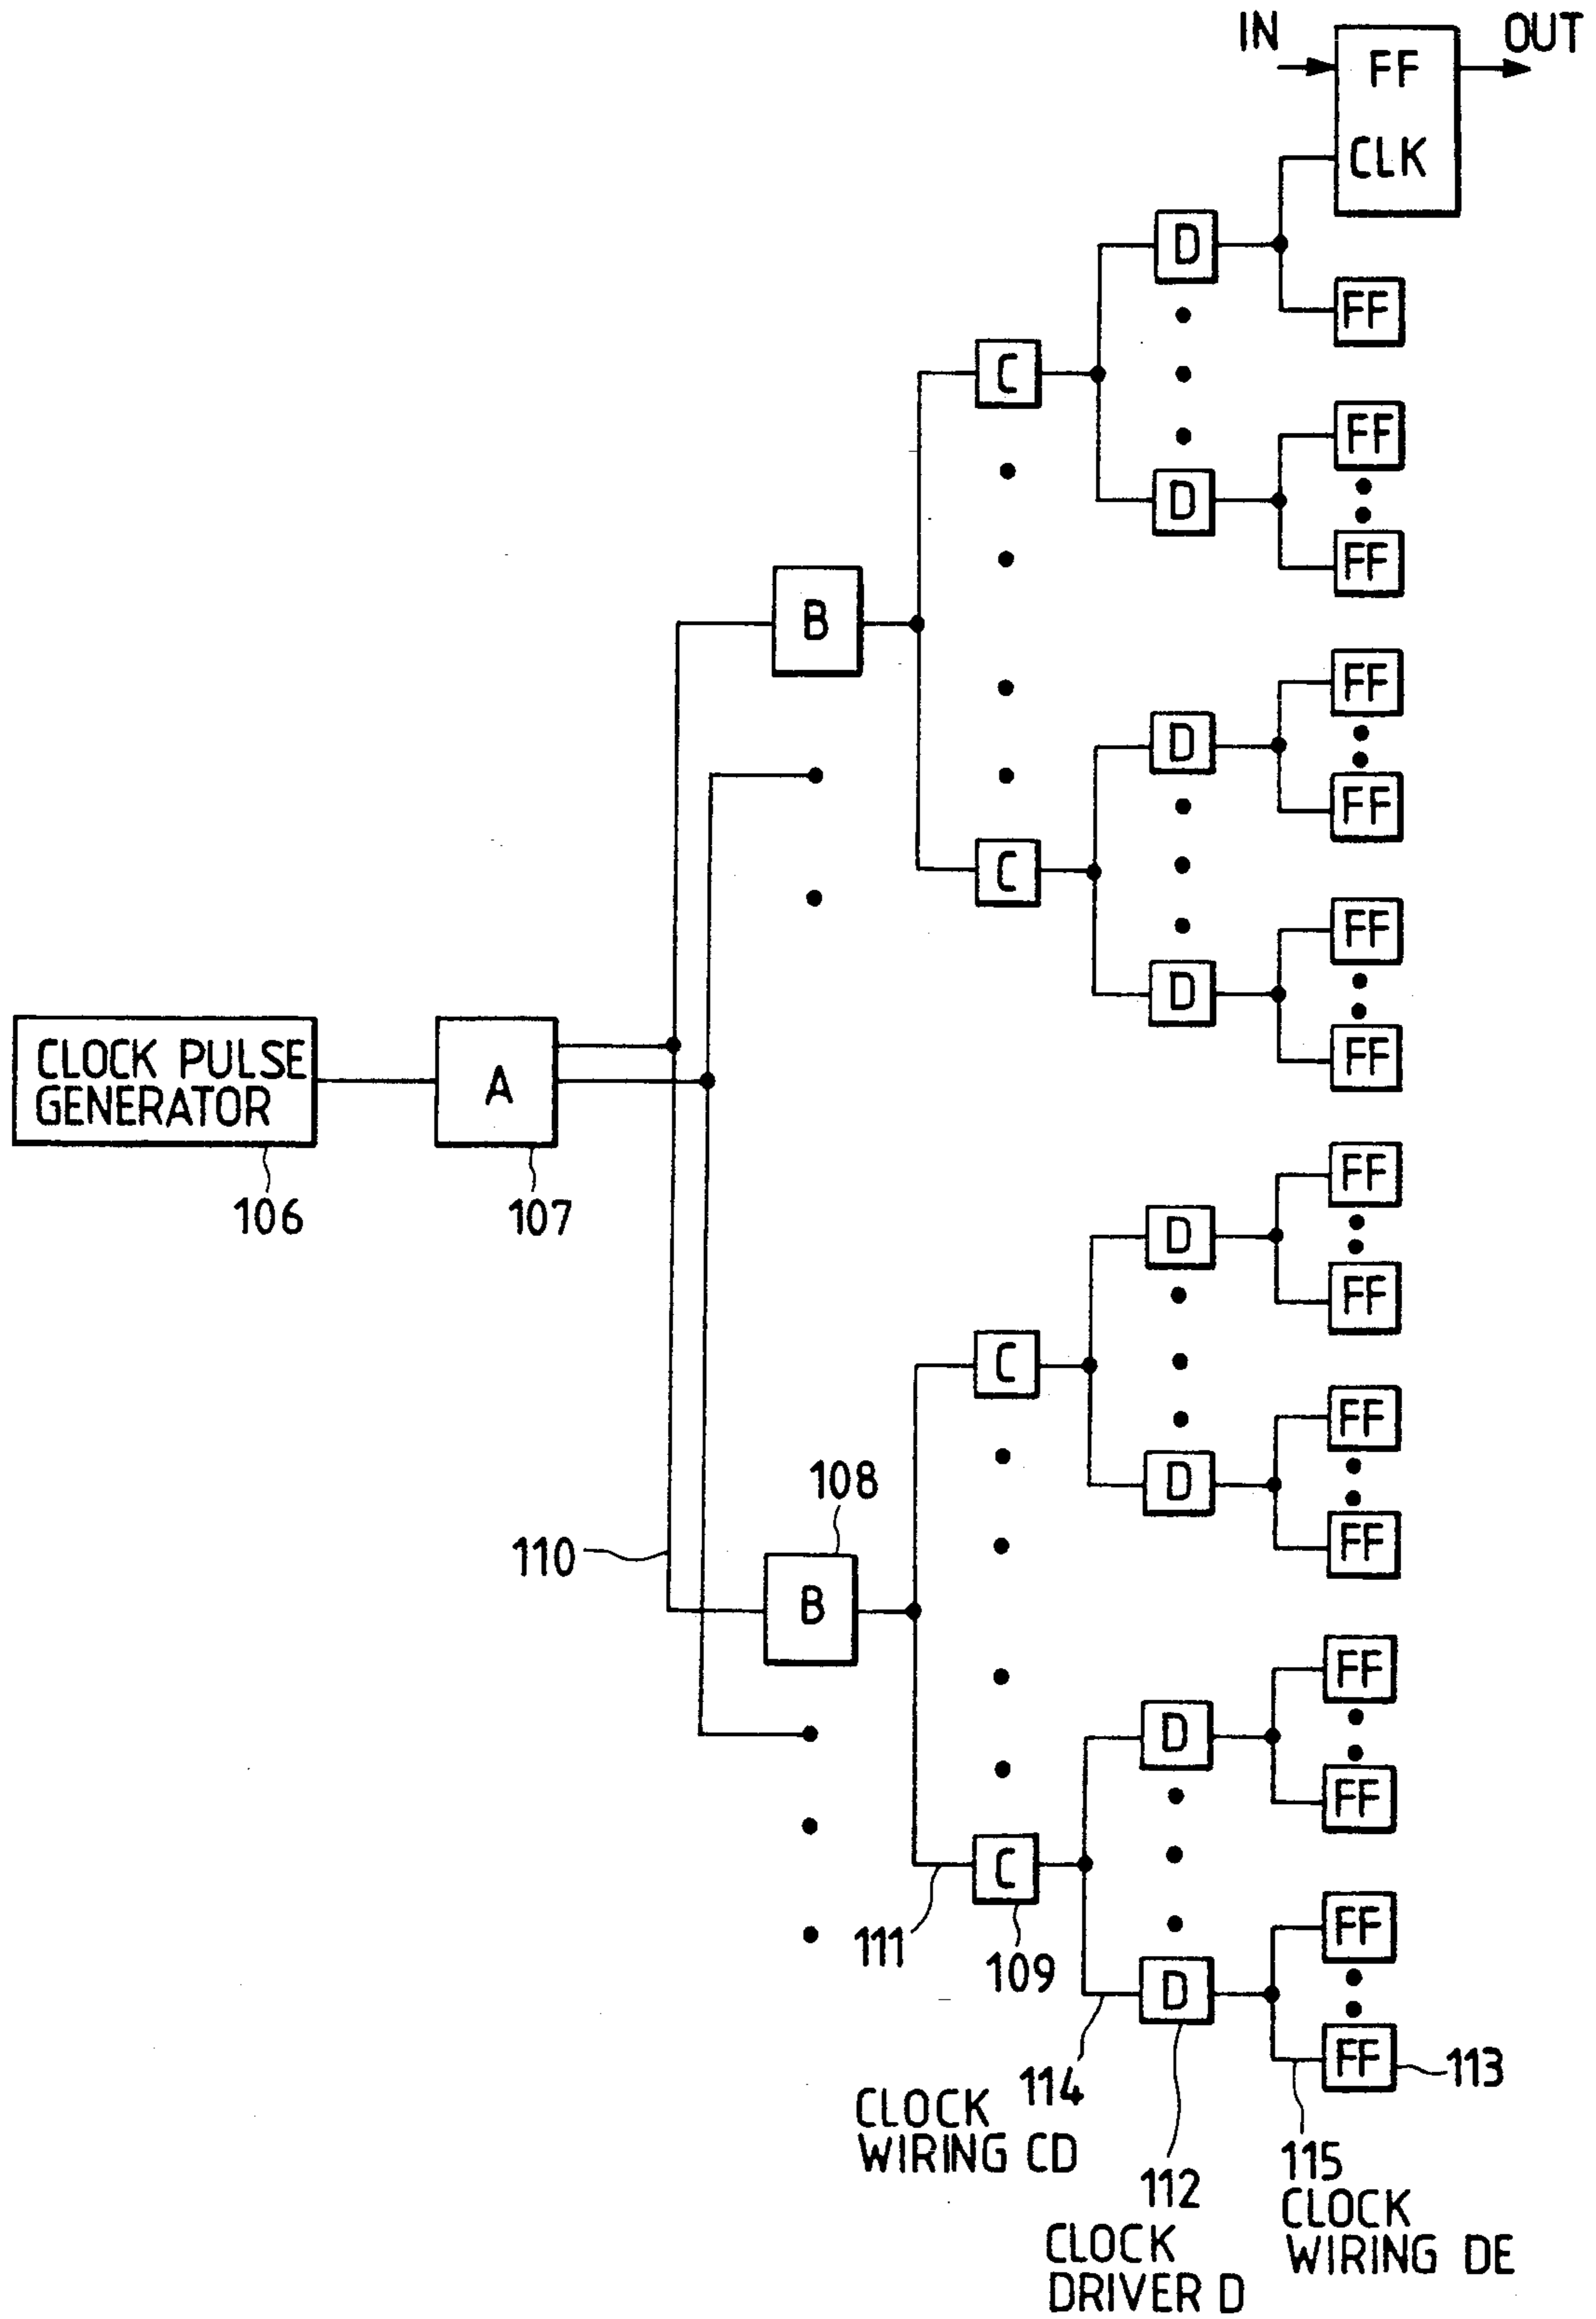 IN
OUT
FF
CLK
D
FF
C
FF
D
FF
B
FF
D
FF
C
FF
D
CLOCK PULSE
GENERATOR
A
FF
106
107
FF
D
FF
C
FF
D
108
110
FF
B
FF
D
FF
C
111
109
FF
D
FF
113
114
CLOCK
WIRING CD
112
115
CLOCK
WIRING DE
CLOCK
DRIVER D